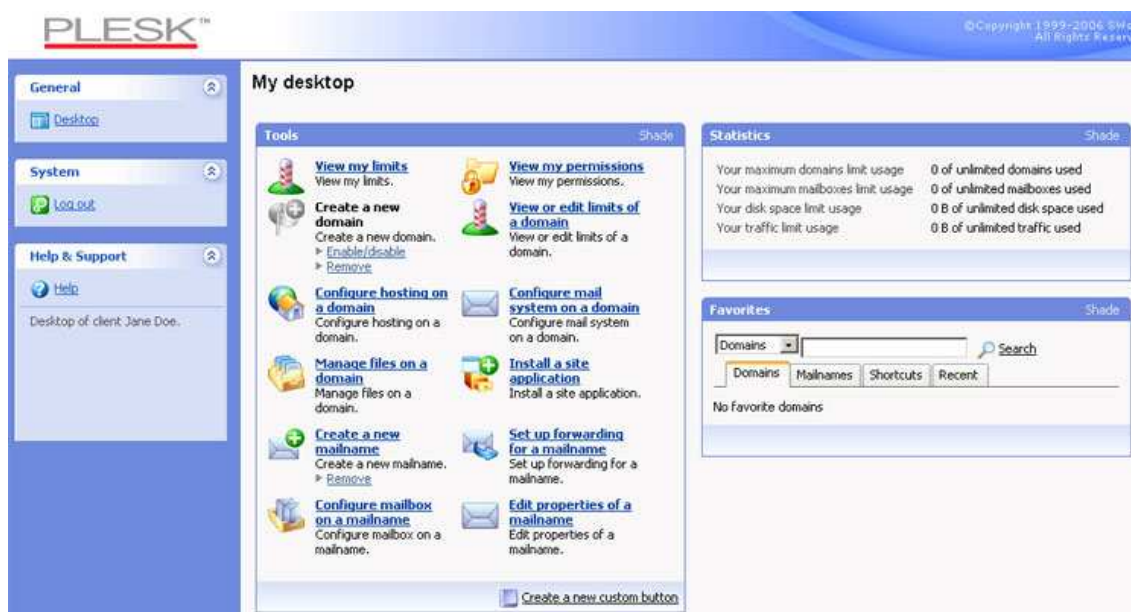 PLESK™
©Copyright 1999-2006 SW
All Rights Reser
General
Desktop
System
Log out
Help & Support
Help
Desktop of client Jane Doe.
My desktop
Tools Shade
View my limits
View my limits.
View my permissions
View my permissions.
Create a new
domain
Create a new domain.
Enable/disable
Remove
View or edit limits of
a domain
View or edit limits of a
domain.
Configure hosting on
a domain
Configure hosting on a
domain.
Configure mail
system on a domain
Configure mail system
on a domain.
Manage files on a
domain
Manage files on a
domain.
Install a site
application
Install a site application.
Create a new
mailname
Create a new mailname.
Remove
Set up forwarding
for a mailname
Set up forwarding for a
mailname.
Configure mailbox
on a mailname
Configure mailbox on a
mailname.
Edit properties of a
mailname
Edit properties of a
mailname.
Create a new custom button
Statistics Shade
Your maximum domains limit usage 0 of unlimited domains used
Your maximum mailboxes limit usage 0 of unlimited mailboxes used
Your disk space limit usage 0 B of unlimited disk space used
Your traffic limit usage 0 B of unlimited traffic used
Favorites Shade
Domains Search
Domains Mailnames Shortcuts Recent
No favorite domains